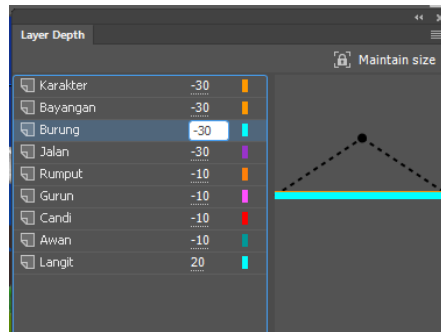 Layer Depth
Maintain size
Karakter -30
Bayangan -30
Burung -30
Jalan -30
Rumput -10
Gurun -10
Candi -10
Awan -10
Langit 20